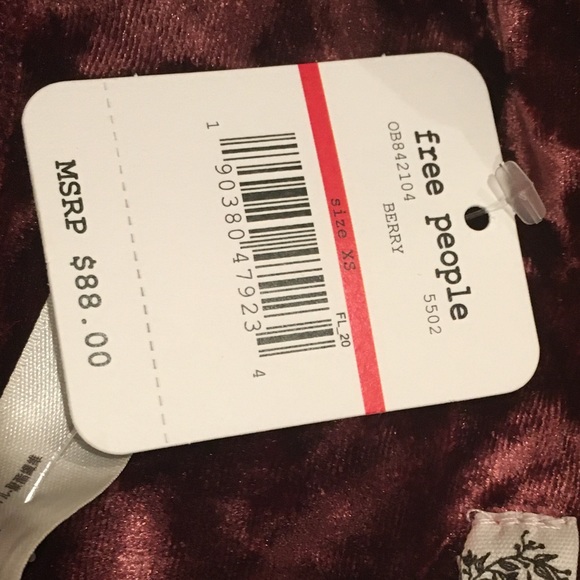 free people
OB842104 5502
BERRY
size XS
FL_20
1 90380 47923 4
MSRP $88.00